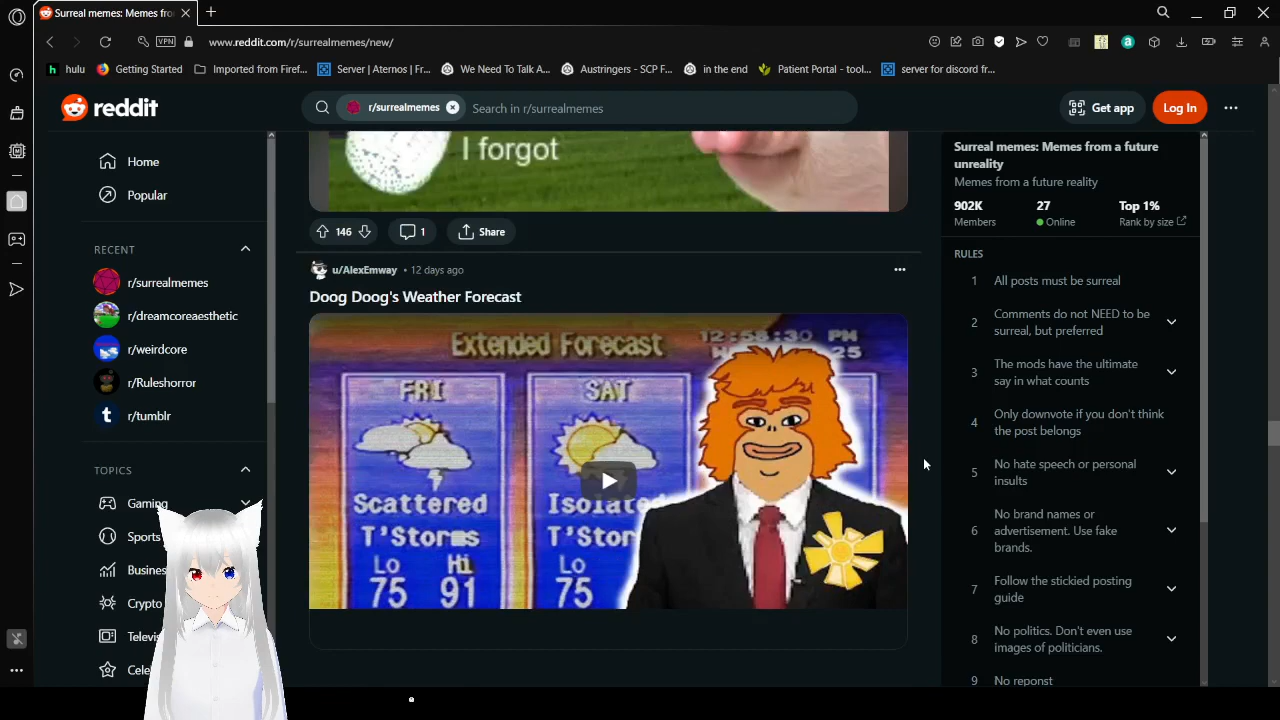 Surreal memes: Memes fro
www.reddit.com/r/surrealmemes/new/
VPN
hulu
Getting Started
Imported from Firef...
Server | Aternos | Fr...
We Need To Talk A...
Austringers - SCP F...
in the end
Patient Portal - tool...
server for discord fr...
reddit
r/surrealmemes
Search in r/surrealmemes
Get app
Log In
Home
Popular
RECENT
r/surrealmemes
r/dreamcoreaesthetic
r/weirdcore
r/Ruleshorror
r/tumblr
TOPICS
Gaming
Sports
Busines
Crypto
Televis
Cele
I forgot
146
1
Share
u/AlexEmway • 12 days ago
Doog Doog's Weather Forecast
Extended Forecast
12:58:30 PM
25
FRI
Scattered
T'Storms
Lo Hi
75 91
SAT
Isolated
T'Stor
Lo
75
Surreal memes: Memes from a future
unreality
Memes from a future reality
902K 27 Top 1%
Members Online Rank by size
RULES
1 All posts must be surreal
2 Comments do not NEED to be
surreal, but preferred
3 The mods have the ultimate
say in what counts
4 Only downvote if you don't think
the post belongs
5 No hate speech or personal
insults
6 No brand names or
advertisement. Use fake
brands.
7 Follow the stickied posting
guide
8 No politics. Don't even use
images of politicians.
9 No reponst